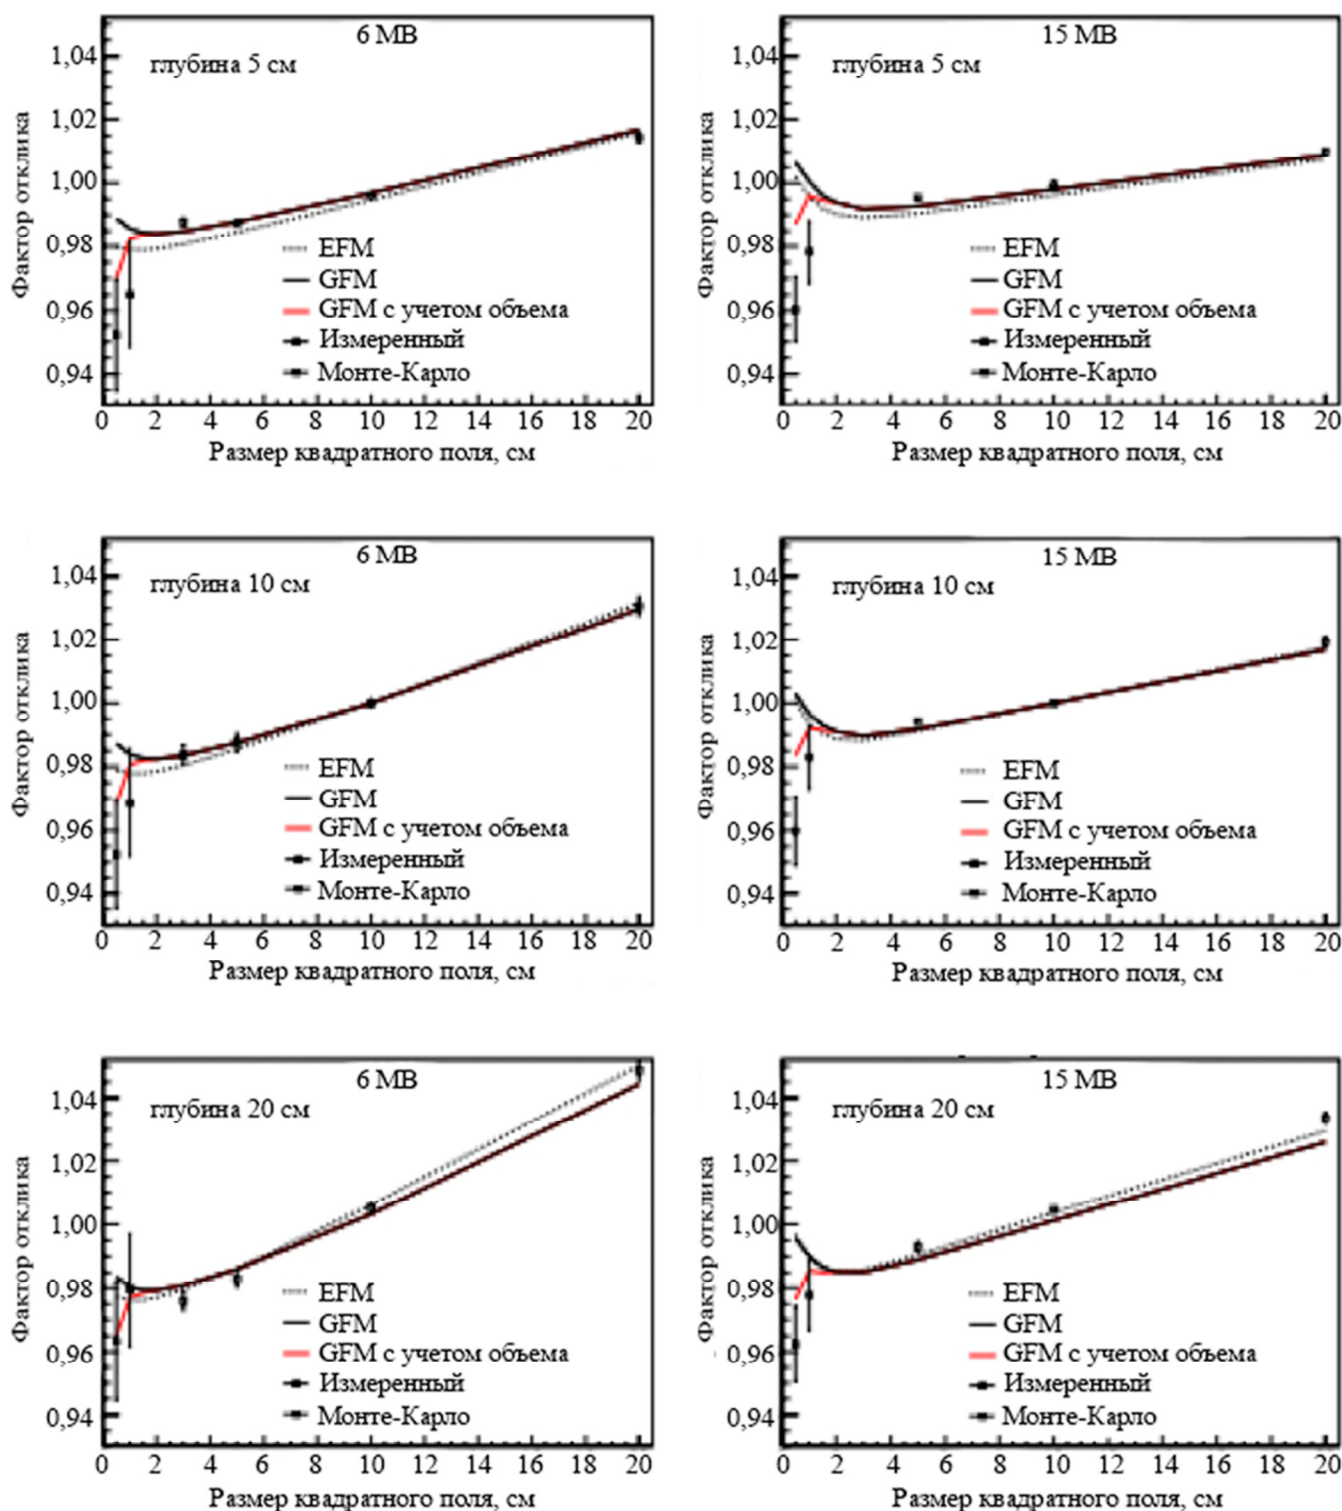 6 МВ
глубина 5 см
1,04
1,02
1,00
0,98
0,96
0,94
Фактор отклика
EFM
GFM
GFM с учетом объема
Измеренный
Монте-Карло
0 2 4 6 8 10 12 14 16 18 20
Размер квадратного поля, см
15 МВ
глубина 5 см
1,04
1,02
1,00
0,98
0,96
0,94
Фактор отклика
EFM
GFM
GFM с учетом объема
Измеренный
Монте-Карло
0 2 4 6 8 10 12 14 16 18 20
Размер квадратного поля, см
6 МВ
глубина 10 см
1,04
1,02
1,00
0,98
0,96
0,94
Фактор отклика
EFM
GFM
GFM с учетом объема
Измеренный
Монте-Карло
0 2 4 6 8 10 12 14 16 18 20
Размер квадратного поля, см
15 МВ
глубина 10 см
1,04
1,02
1,00
0,98
0,96
0,94
Фактор отклика
EFM
GFM
GFM с учетом объема
Измеренный
Монте-Карло
0 2 4 6 8 10 12 14 16 18 20
Размер квадратного поля, см
6 МВ
глубина 20 см
1,04
1,02
1,00
0,98
0,96
0,94
Фактор отклика
EFM
GFM
GFM с учетом объема
Измеренный
Монте-Карло
0 2 4 6 8 10 12 14 16 18 20
Размер квадратного поля, см
15 МВ
глубина 20 см
1,04
1,02
1,00
0,98
0,96
0,94
Фактор отклика
EFM
GFM
GFM с учетом объема
Измеренный
Монте-Карло
0 2 4 6 8 10 12 14 16 18 20
Размер квадратного поля, см